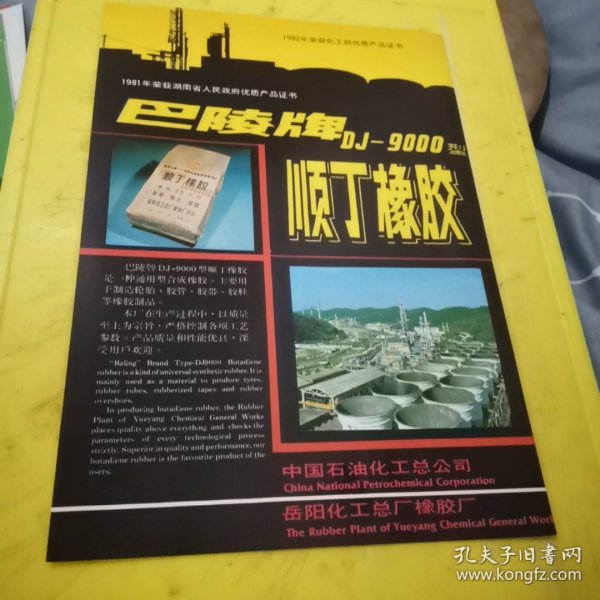 1982年荣获化工部优质产品证书
1981年荣获湖南省人民政府优质产品证书
巴陵牌DJ-9000型
顺丁橡胶
顺丁橡胶
巴陵牌DJ-9000型顺丁橡胶
是一种通用型合成橡胶。主要用
于制造轮胎、胶管、胶带、胶鞋
等橡胶制品。
本厂在生产过程中，以质量
至上为宗旨，严格控制各项工艺
参数。产品质量和性能优良，深
受用户欢迎。
"Baling" Brand Type-DJ9000 Butadiene
rubber is a kind of universal synthetic rubber. It is
mainly used as a material to produce tyres,
rubber tubes, rubberized tapes and rubber
overshoes.
In producing butadiene rubber, the Rubber
Plant of Yueyang Chemical General Works
places quality above everything and checks the
parameters of every technological process
strictly. Superior in quality and performance, our
butadiene rubber is the favourite product of the
users.
中国石油化工总公司
China National Petrochemical Corporation
岳阳化工总厂橡胶厂
The Rubber Plant of Yueyang Chemical General Wor
孔夫子旧书网
www.kongfz.com